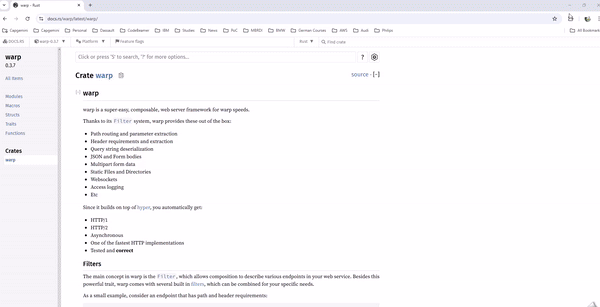 warp - Rust
docs.rs/warp/latest/warp/
Capgemini Capgemini Personal Dassault CodeBeamer IBM Studies News PoC MBRDI BMW German Courses AWS Audi Philips All Bookmarks
DOCS.RS warp-0.3.7 Platform Feature flags Rust Find crate
warp
0.3.7
All Items
Modules
Macros
Structs
Traits
Functions
Crates
warp
Click or press 'S' to search, '?' for more options... ?
Crate warp source · [-]
warp
warp is a super-easy, composable, web server framework for warp speeds.
Thanks to its Filter system, warp provides these out of the box:
• Path routing and parameter extraction
• Header requirements and extraction
• Query string deserialization
• JSON and Form bodies
• Multipart form data
• Static Files and Directories
• Websockets
• Access logging
• Etc
Since it builds on top of hyper, you automatically get:
• HTTP/1
• HTTP/2
• Asynchronous
• One of the fastest HTTP implementations
• Tested and correct
Filters
The main concept in warp is the Filter, which allows composition to describe various endpoints in your web service. Besides this
powerful trait, warp comes with several built in filters, which can be combined for your specific needs.
As a small example, consider an endpoint that has path and header requirements: